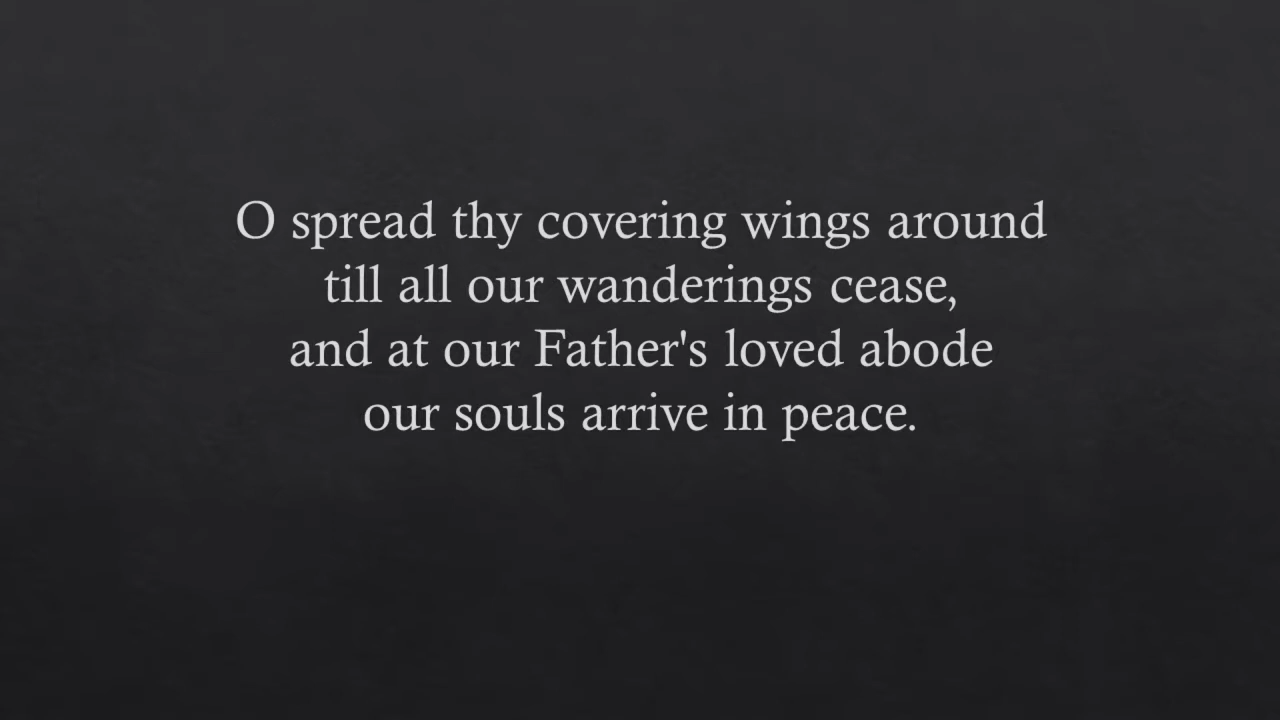 O spread thy covering wings around
till all our wanderings cease,
and at our Father's loved abode
our souls arrive in peace.